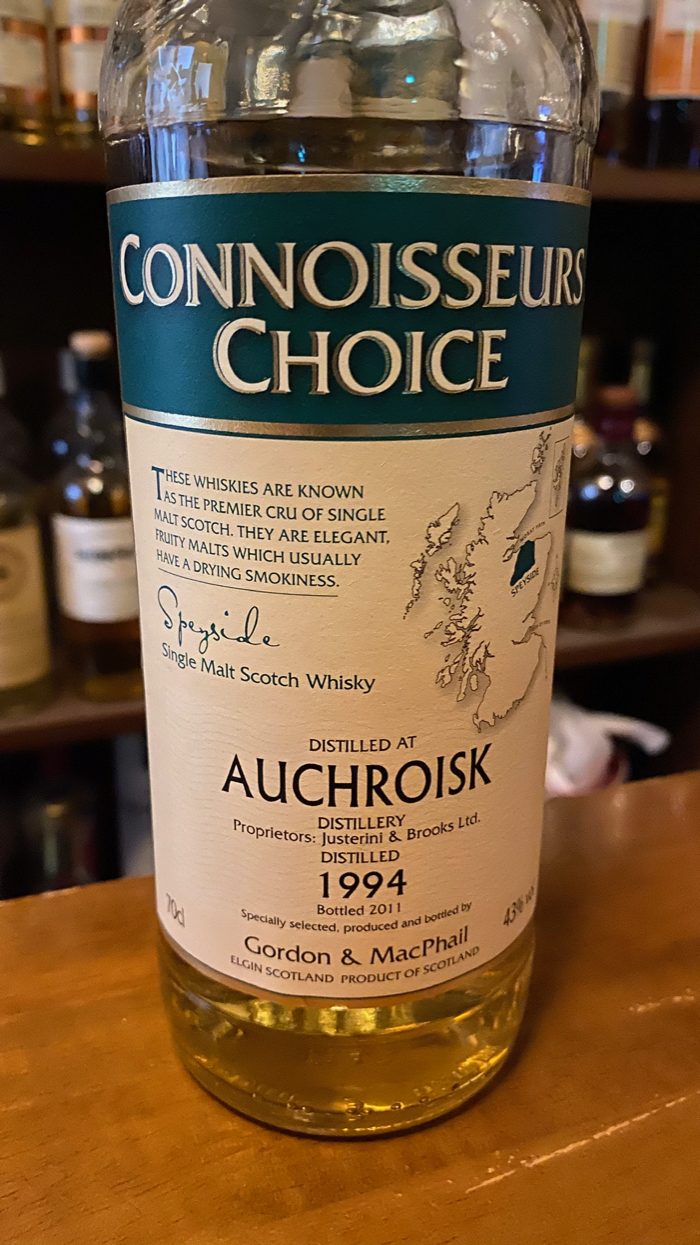 CONNOISSEURS
CHOICE
THESE WHISKIES ARE KNOWN
AS THE PREMIER CRU OF SINGLE
MALT SCOTCH. THEY ARE ELEGANT,
FRUITY MALTS WHICH USUALLY
HAVE A DRYING SMOKINESS.
Speyside
Single Malt Scotch Whisky
SPEYSIDE
DISTILLED AT
AUCHROISK
DISTILLERY
Proprietors: Justerini & Brooks Ltd.
DISTILLED
1994
Bottled 2011
70cl
43% vol
Specially selected, produced and bottled by
Gordon & MacPhail
ELGIN SCOTLAND PRODUCT OF SCOTLAND